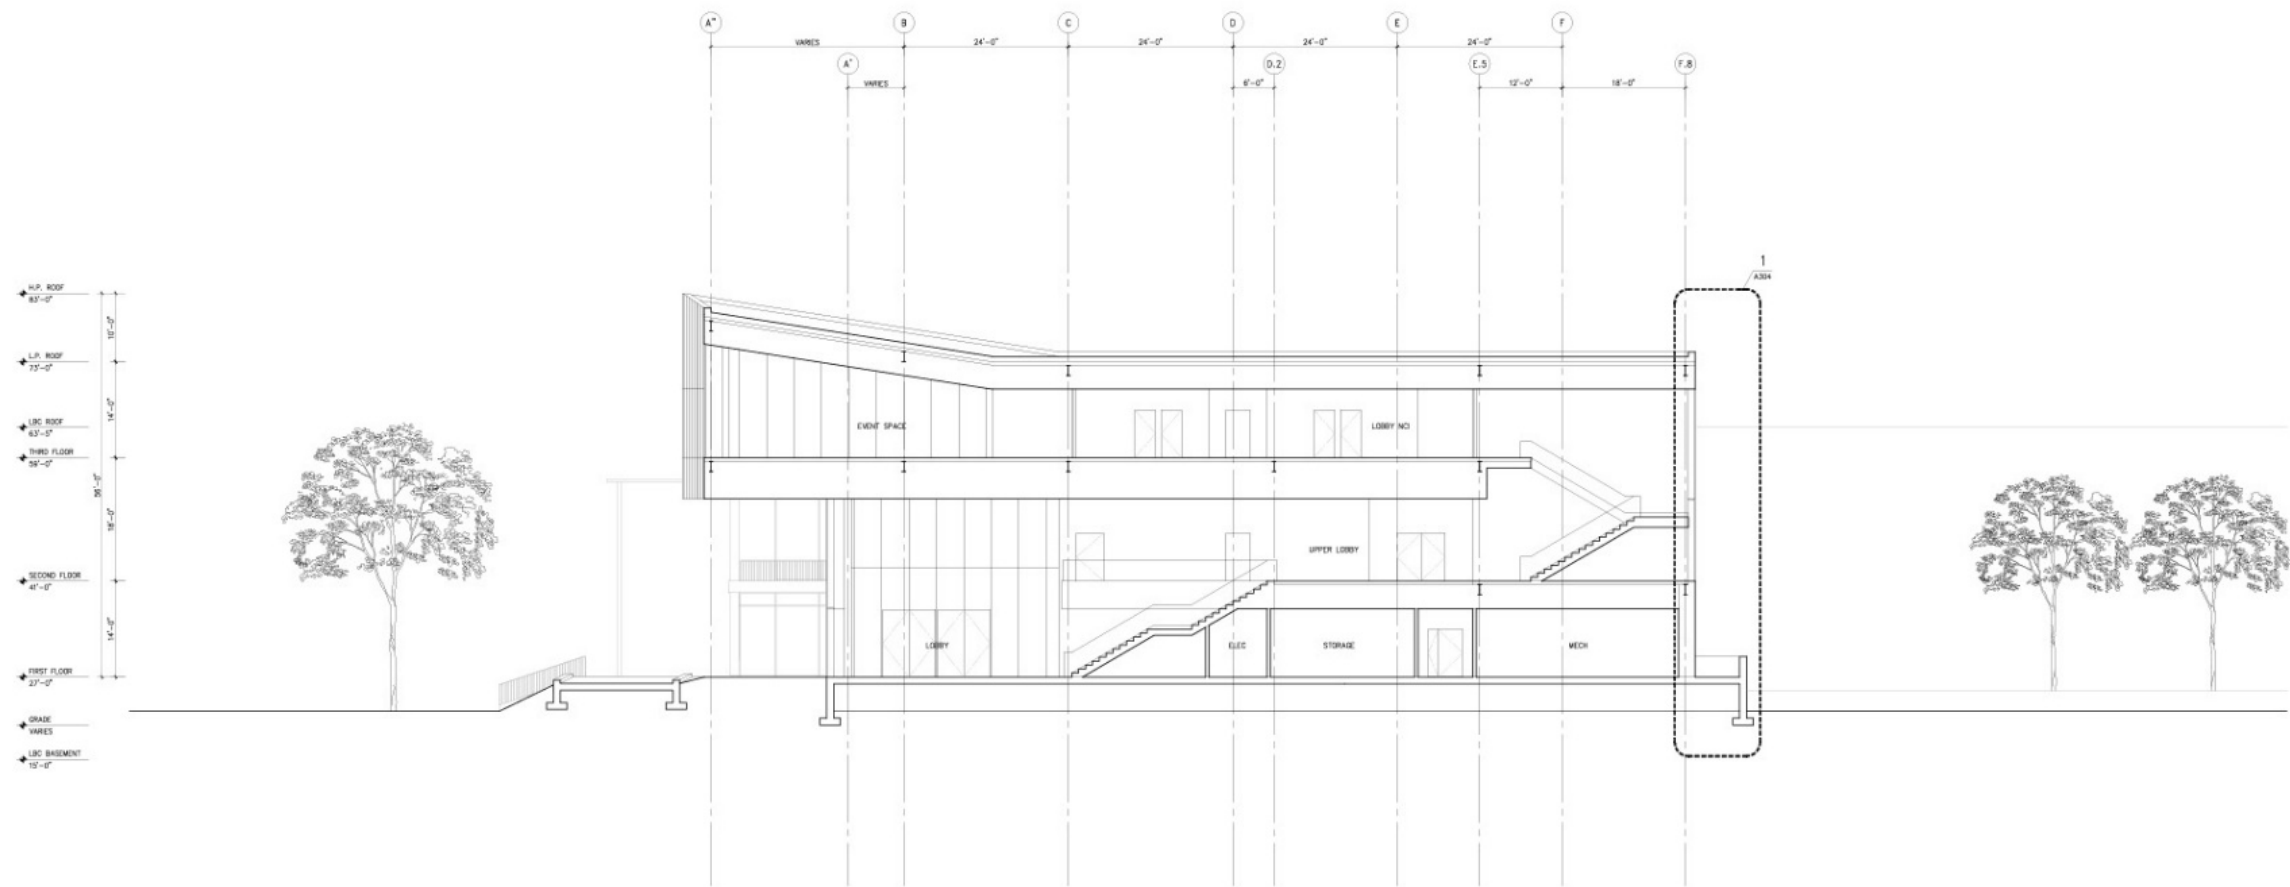 A" B C D E F
VARIES 24'-0" 24'-0" 24'-0" 24'-0"
A' D.2 E.5 F.8
VARIES 6'-0" 12'-0" 18'-0"
1
A304
H.P. ROOF
83'-0"
10'-0"
L.P. ROOF
73'-0"
14'-0"
LBC ROOF
63'-5"
THIRD FLOOR
59'-0"
56'-0"
18'-0"
SECOND FLOOR
41'-0"
14'-0"
FIRST FLOOR
27'-0"
GRADE
VARIES
LBC BASEMENT
15'-0"
EVENT SPACE LOBBY NCI
UPPER LOBBY
LOBBY ELEC STORAGE MECH